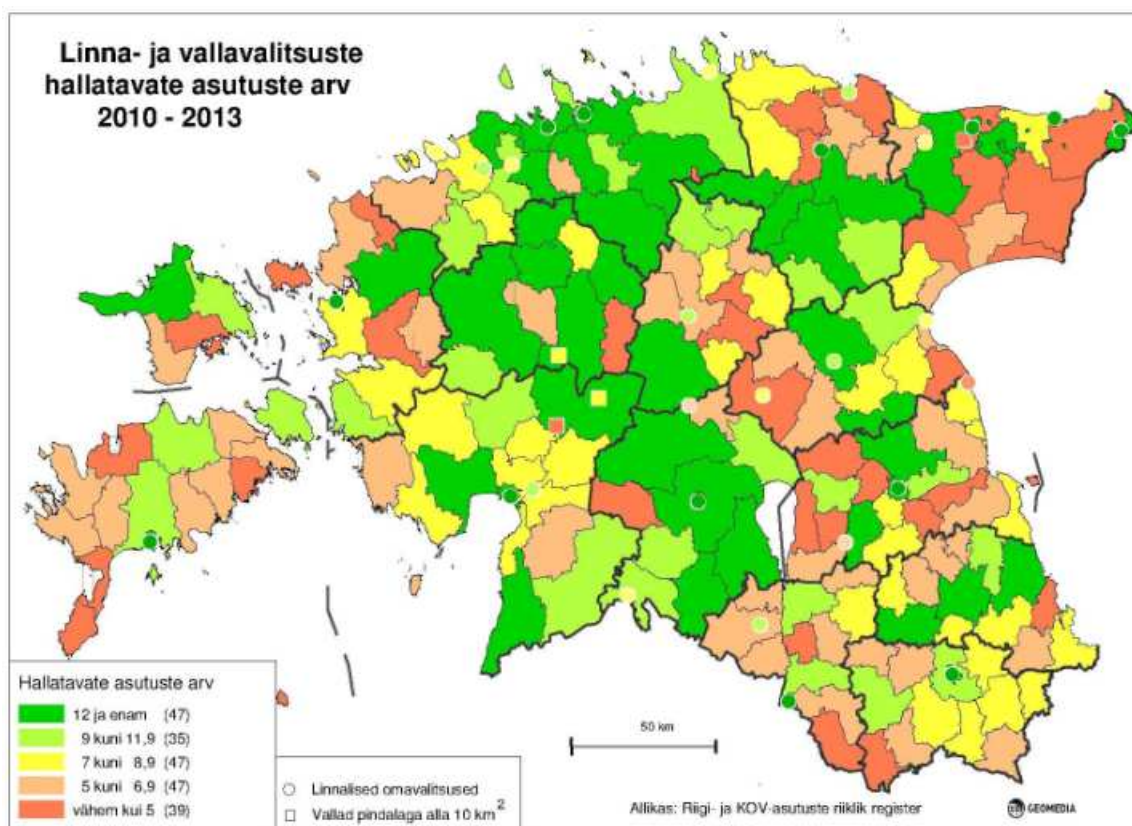 Linna- ja vallavalitsuste
hallatavate asutuste arv
2010 - 2013
Hallatavate asutuste arv
12 ja enam (47)
9 kuni 11,9 (35)
7 kuni 8,9 (47)
5 kuni 6,9 (47)
vähem kui 5 (39)
Linnalised omavalitsused
Vallad pindalaga alla 10 km²
50 km
Allikas: Riigi- ja KOV-asutuste riiklik register
GEOMEDIA